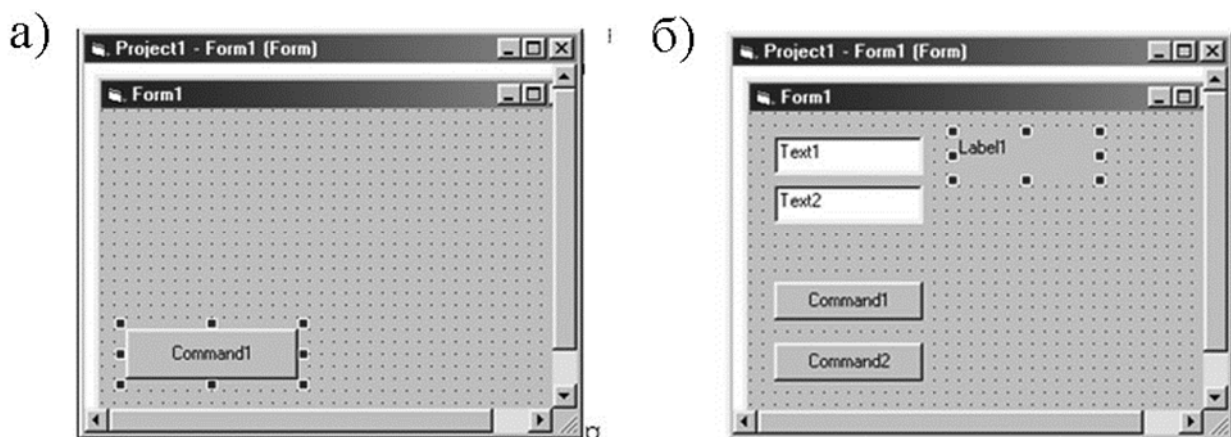 а)
Project1 - Form1 (Form)
Form1
Command1
б)
Project1 - Form1 (Form)
Form1
Text1
Label1
Text2
Command1
Command2